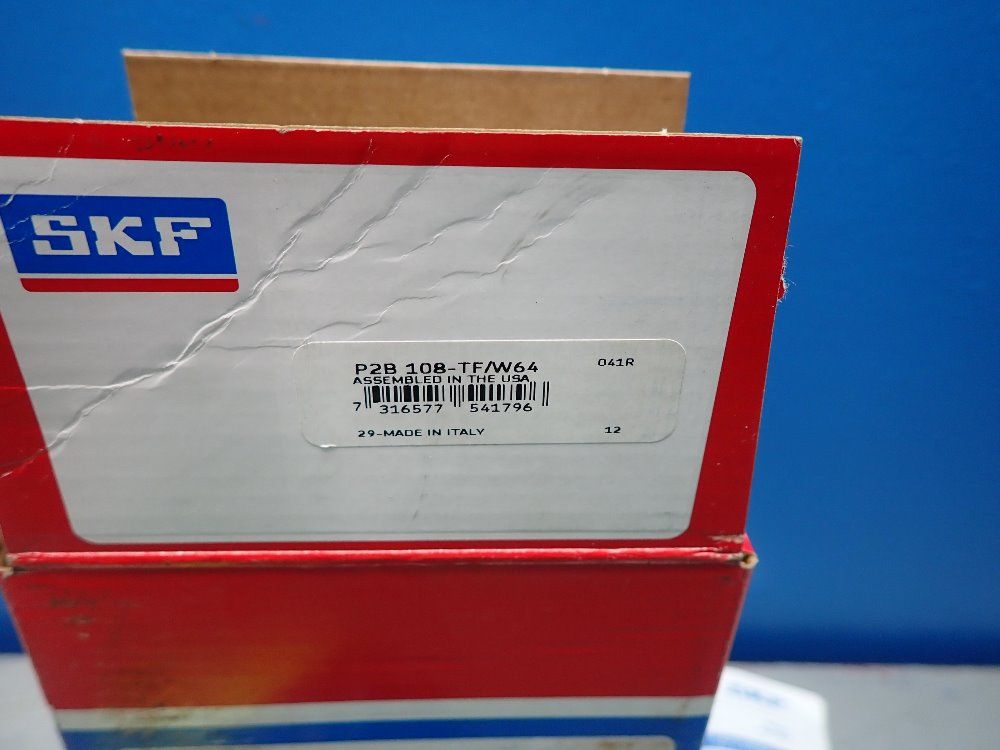 SKF
P2B 108-TF/W64 041R
ASSEMBLED IN THE USA
7 316577 541796
29-MADE IN ITALY 12